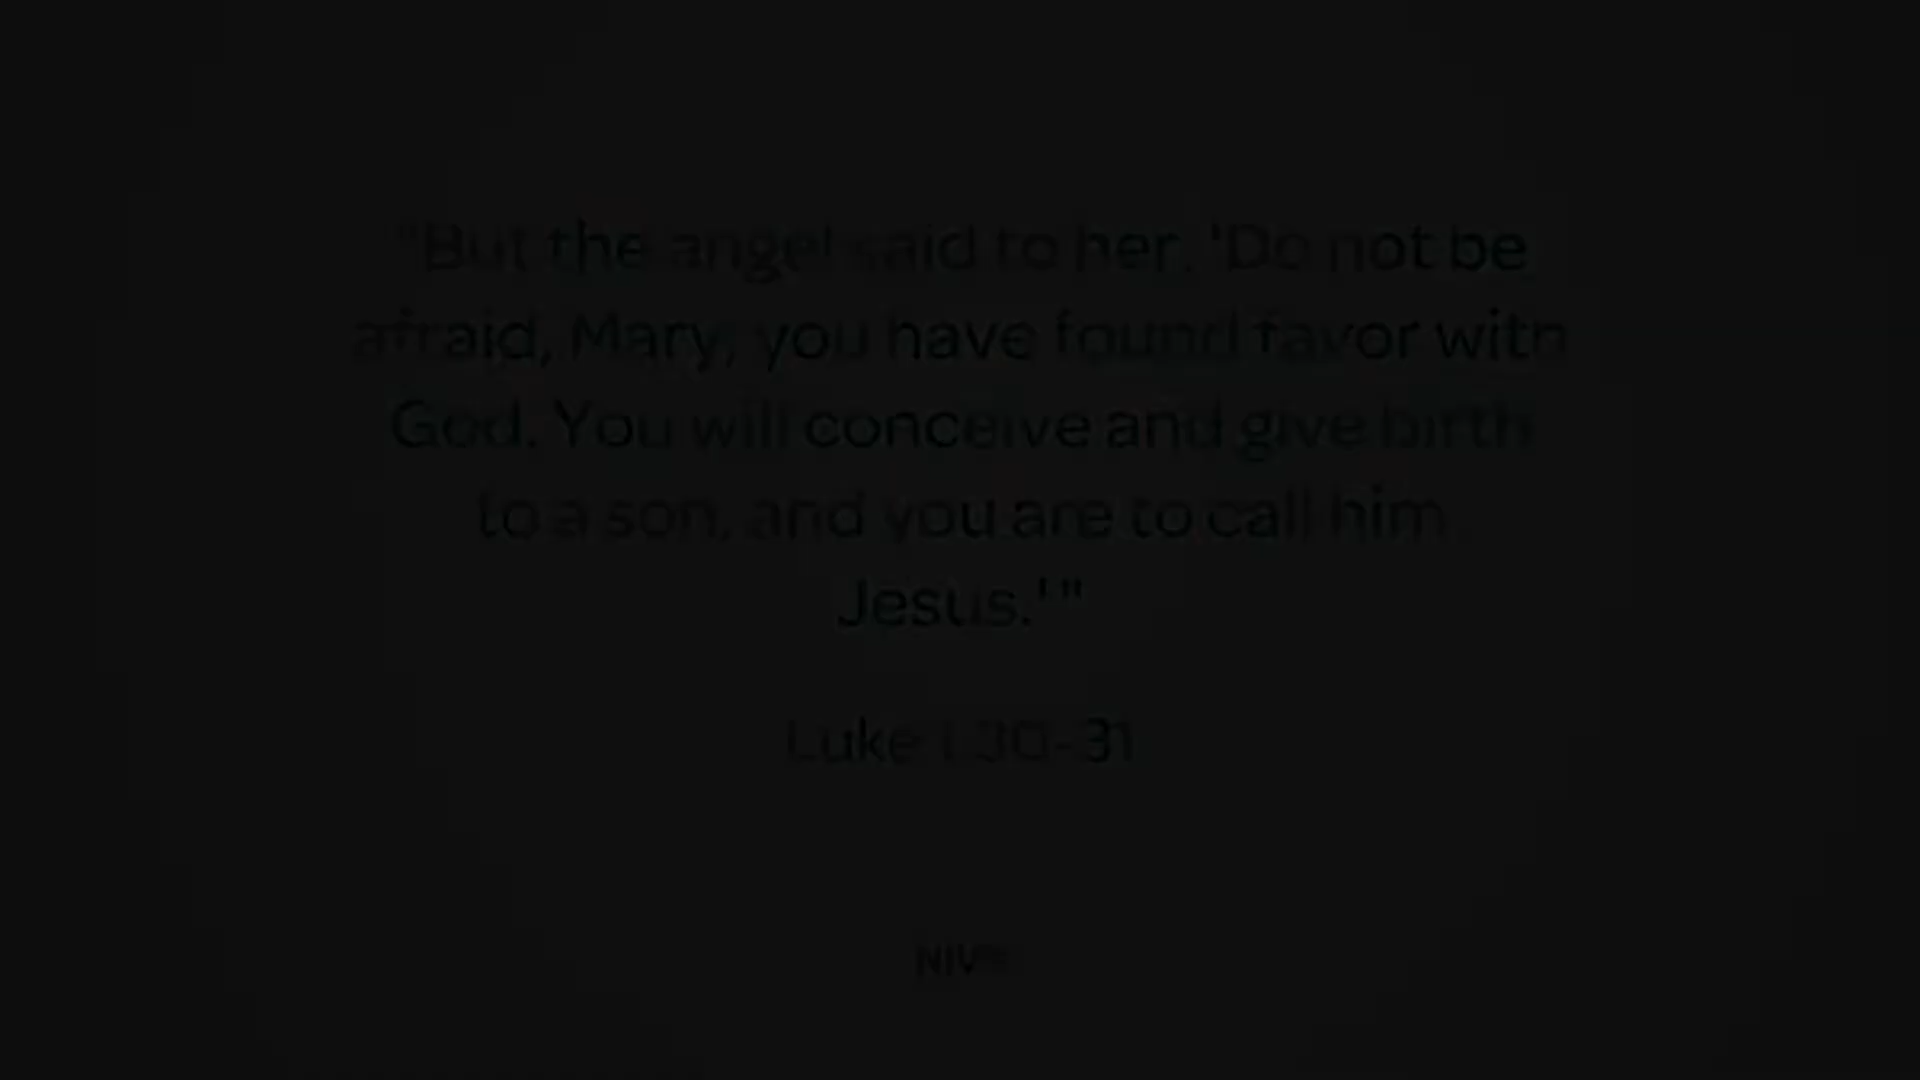 "But the angel said to her, 'Do not be
afraid, Mary; you have found favor with
God. You will conceive and give birth
to a son, and you are to call him
Jesus.'"
Luke 1:30-31
NIV®